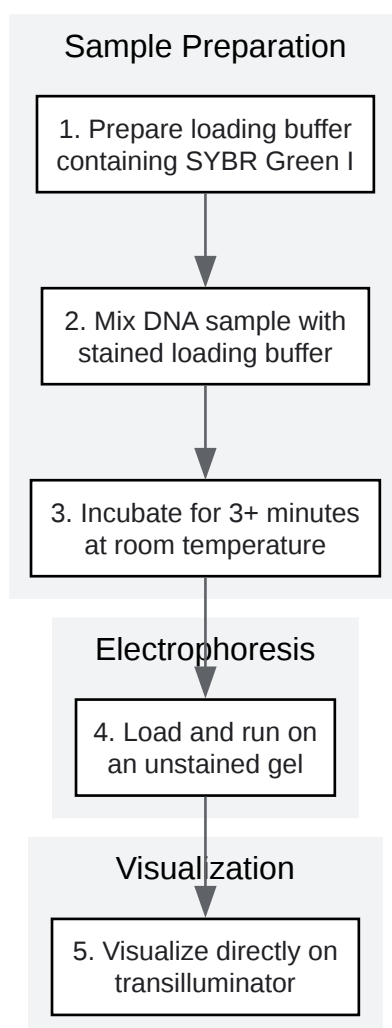 Sample Preparation
1. Prepare loading buffer
containing SYBR Green I
2. Mix DNA sample with
stained loading buffer
3. Incubate for 3+ minutes
at room temperature
Electrophoresis
4. Load and run on
an unstained gel
Visualization
5. Visualize directly on
transilluminator